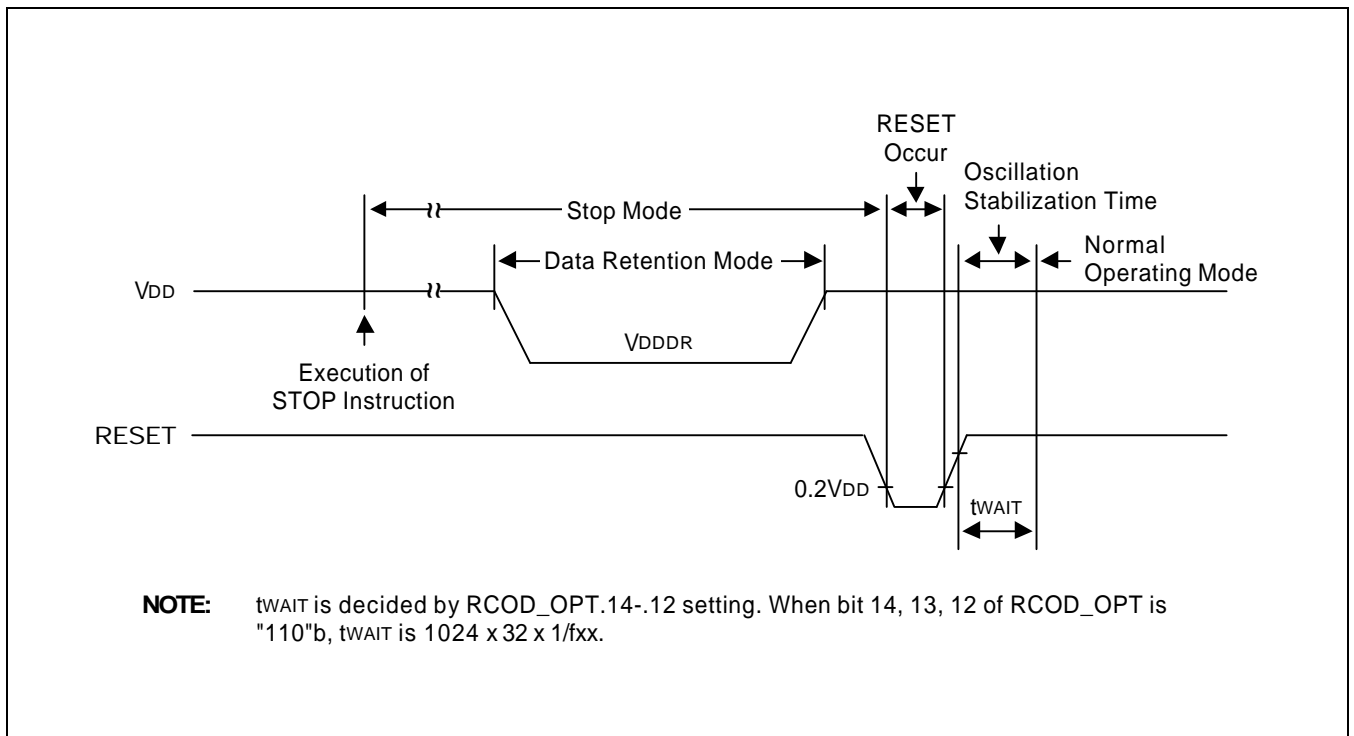 RESET
Occur
Oscillation
Stabilization Time
Stop Mode
Normal
Operating Mode
Data Retention Mode
VDD
VDDDR
Execution of
STOP Instruction
RESET
0.2VDD
tWAIT
NOTE: tWAIT is decided by RCOD_OPT.14-.12 setting. When bit 14, 13, 12 of RCOD_OPT is
"110"b, tWAIT is 1024 x 32 x 1/fxx.